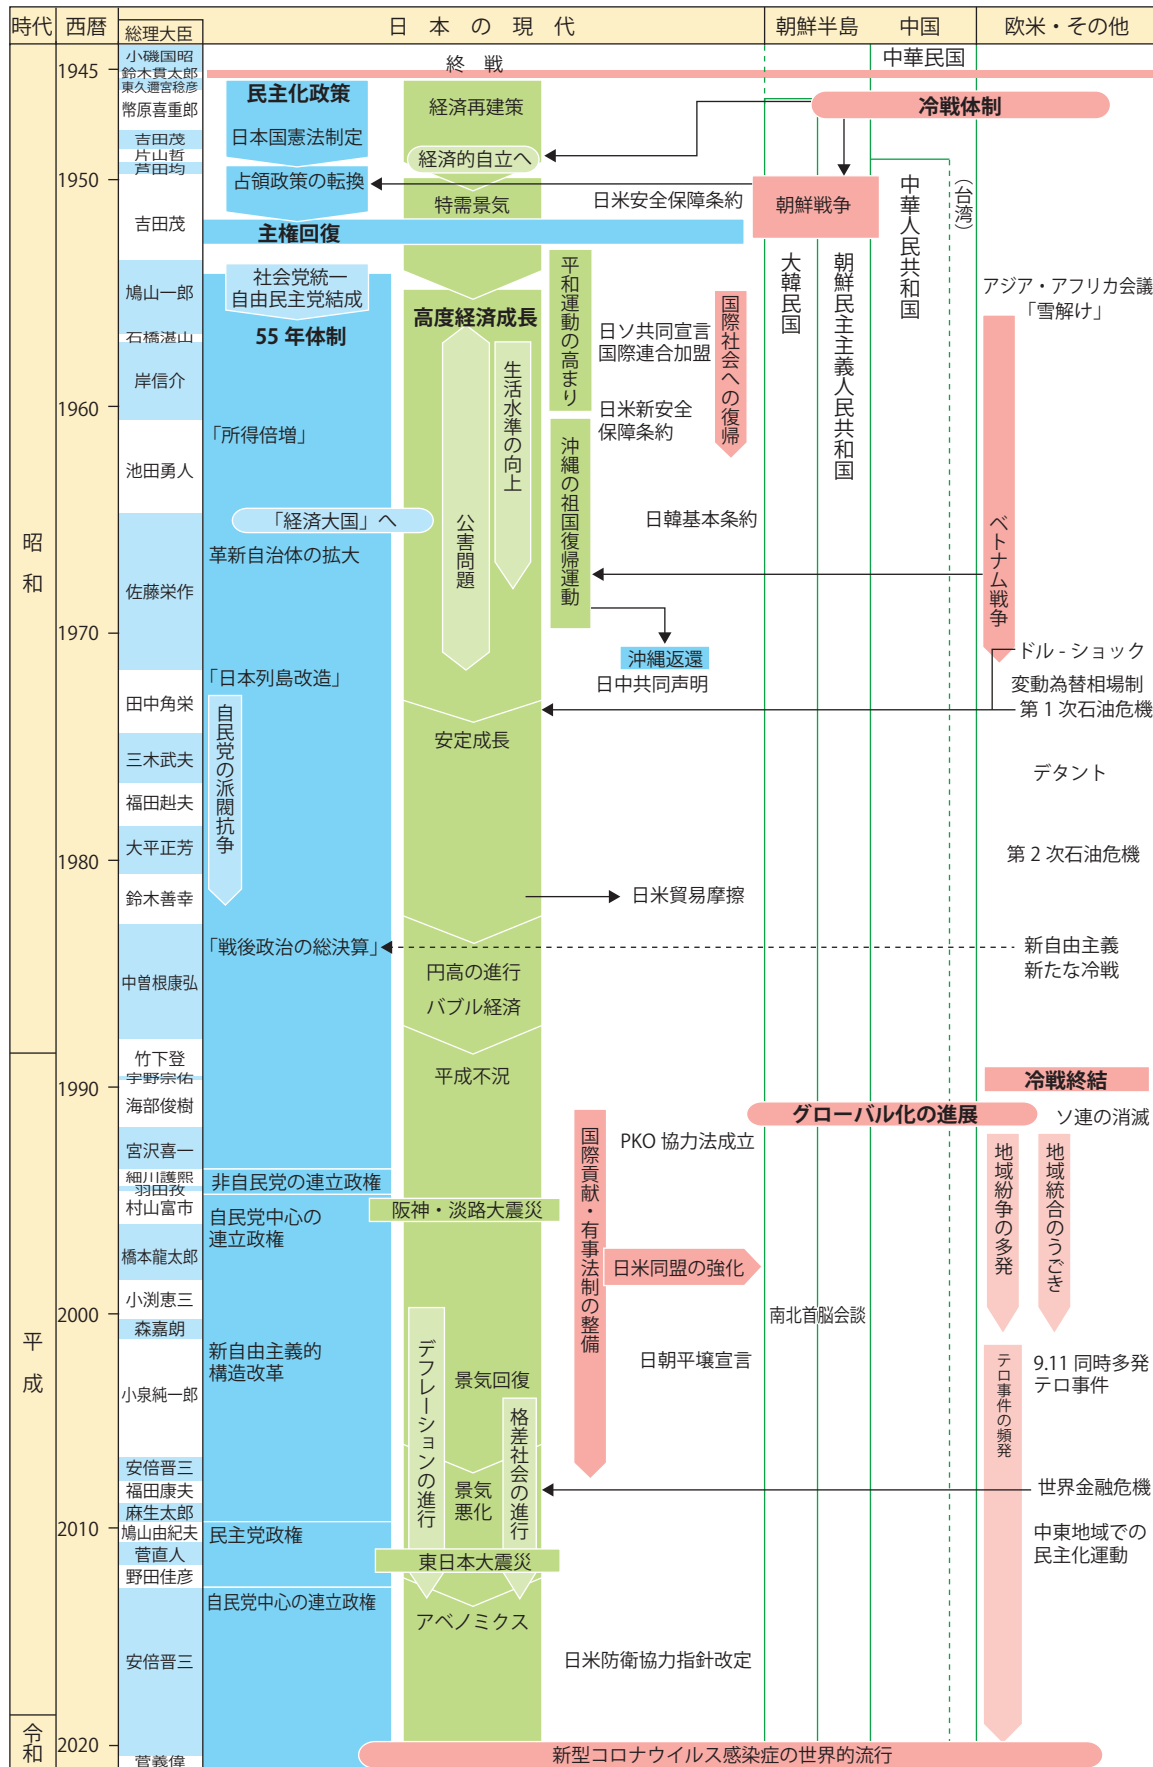 時代
西暦
総理大臣
日本の現代
朝鮮半島
中国
欧米・その他
昭和
平成
令和
1945
1950
1960
1970
1980
1990
2000
2010
2020
小磯国昭
鈴木貫太郎
東久邇宮稔彦
幣原喜重郎
吉田茂
片山哲
芦田均
吉田茂
鳩山一郎
石橋湛山
岸信介
池田勇人
佐藤栄作
田中角栄
三木武夫
福田赳夫
大平正芳
鈴木善幸
中曽根康弘
竹下登
宇野宗佑
海部俊樹
宮沢喜一
細川護熙
羽田孜
村山富市
橋本龍太郎
小渕恵三
森嘉朗
小泉純一郎
安倍晋三
福田康夫
麻生太郎
鳩山由紀夫
菅直人
野田佳彦
安倍晋三
菅義偉
終戦
民主化政策
日本国憲法制定
占領政策の転換
主権回復
社会党統一
自由民主党結成
55年体制
「所得倍増」
「経済大国」へ
革新自治体の拡大
「日本列島改造」
自民党の派閥抗争
「戦後政治の総決算」
非自民党の連立政権
自民党中心の
連立政権
新自由主義的
構造改革
民主党政権
自民党中心の連立政権
経済再建策
経済的自立へ
特需景気
高度経済成長
生活水準の向上
公害問題
安定成長
円高の進行
バブル経済
平成不況
阪神・淡路大震災
デフレーションの進行
景気回復
格差社会の進行
景気
悪化
東日本大震災
アベノミクス
日米安全保障条約
平和運動の高まり
日ソ共同宣言
国際連合加盟
国際社会への復帰
日米新安全
保障条約
沖縄の祖国復帰運動
日韓基本条約
沖縄返還
日中共同声明
日米貿易摩擦
国際貢献・有事法制の整備
PKO協力法成立
日米同盟の強化
日朝平壌宣言
日米防衛協力指針改定
新型コロナウイルス感染症の世界的流行
中華民国
冷戦体制
朝鮮戦争
大韓民国
朝鮮民主主義人民共和国
中華人民共和国
（台湾）
グローバル化の進展
南北首脳会談
アジア・アフリカ会議
「雪解け」
ベトナム戦争
ドル-ショック
変動為替相場制
第1次石油危機
デタント
第2次石油危機
新自由主義
新たな冷戦
冷戦終結
ソ連の消滅
地域紛争の多発
地域統合のうごき
テロ事件の頻発
9.11同時多発
テロ事件
世界金融危機
中東地域での
民主化運動